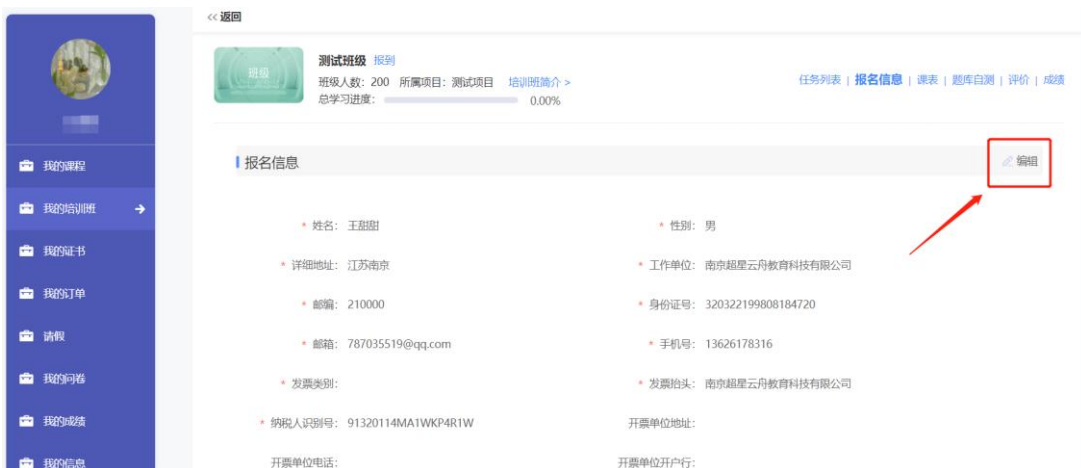 << 返回
班级
测试班级 报到
班级人数：200 所属项目：测试项目 培训班简介 >
总学习进度： 0.00%
任务列表 | 报名信息 | 课表 | 题库自测 | 评价 | 成绩
我的课程
我的培训班
我的证书
我的订单
请假
我的问卷
我的成绩
我的信息
报名信息
编辑
* 姓名： 王甜甜
* 性别： 男
* 详细地址： 江苏南京
* 工作单位： 南京超星云舟教育科技有限公司
* 邮编： 210000
* 身份证号： 320322199808184720
* 邮箱： 787035519@qq.com
* 手机号： 13626178316
* 发票类别：
* 发票抬头： 南京超星云舟教育科技有限公司
* 纳税人识别号： 91320114MA1WKP4R1W
开票单位地址：
开票单位电话：
开票单位开户行：